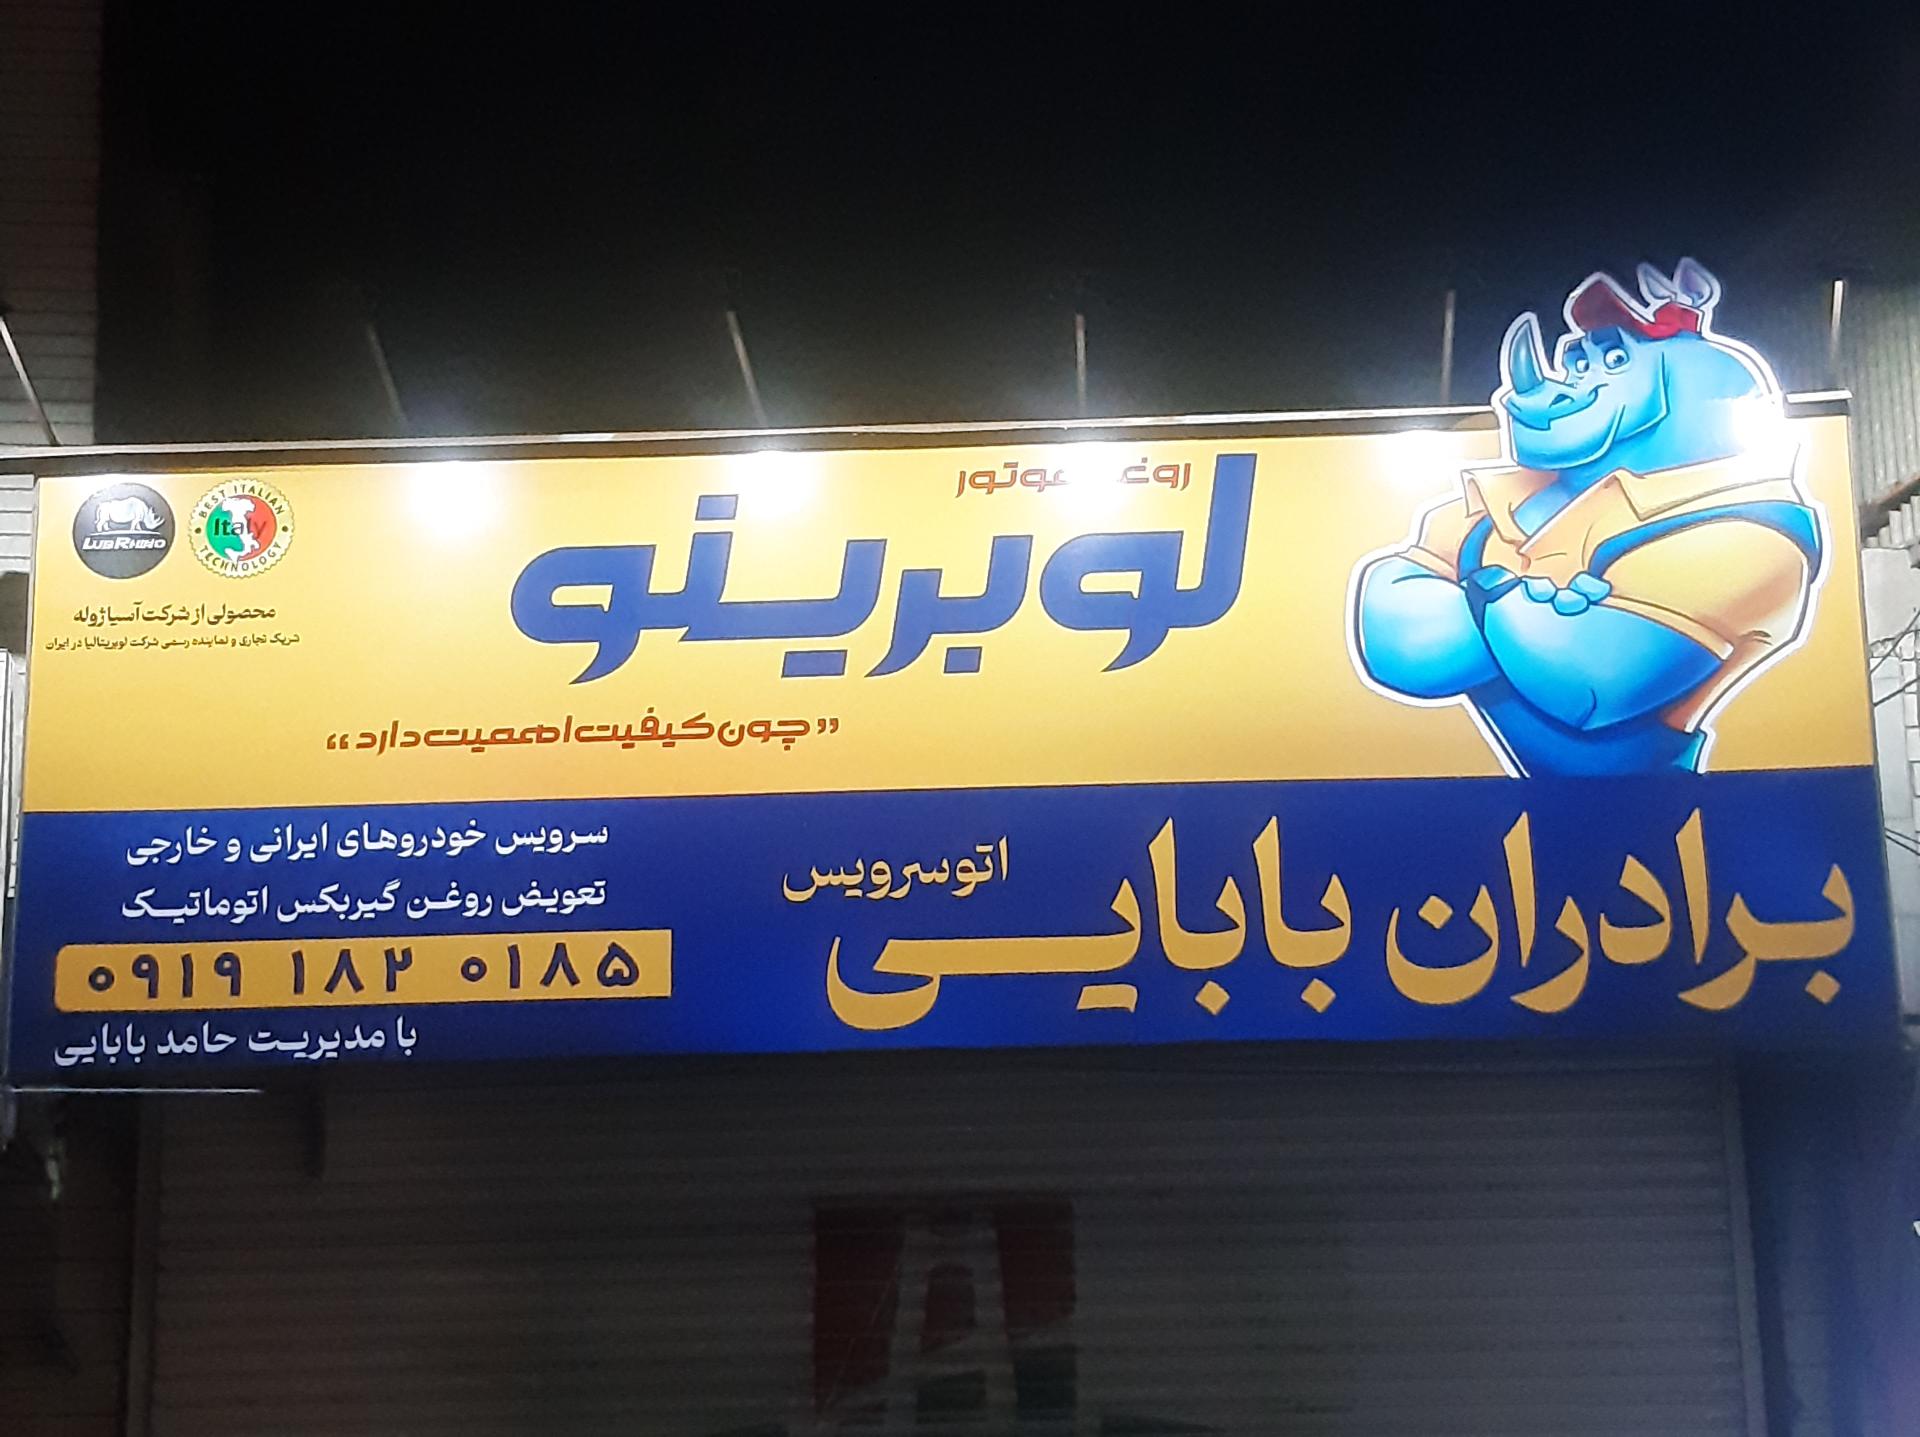 روغن موتور
لوبرینو
LubRhino
BEST ITALIAN
Italy
TECHNOLOGY
محصولی از شرکت آسیا ژوله
شریک تجاری و نماینده رسمی شرکت لوبریتالیا در ایران
”چون کیفیت اهمیت دارد“
برادران بابایی
اتوسرویس
سرویس خودروهای ایرانی و خارجی
تعویض روغن گیربکس اتوماتیک
۰۹۱۹ ۱۸۲ ۰۱۸۵
با مدیریت حامد بابایی